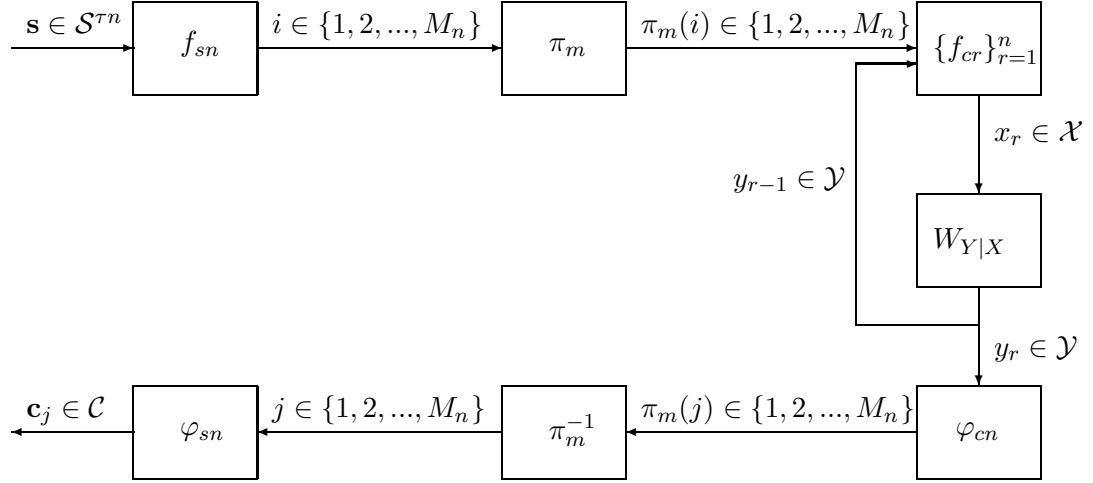 s ∈ 𝒮^{τn}
f_{sn}
i ∈ {1, 2, ..., M_n}
π_m
π_m(i) ∈ {1, 2, ..., M_n}
{f_{cr}}_{r=1}^n
x_r ∈ 𝒳
y_{r−1} ∈ 𝒴
W_{Y|X}
y_r ∈ 𝒴
c_j ∈ 𝒞
φ_{sn}
j ∈ {1, 2, ..., M_n}
π_m^{−1}
π_m(j) ∈ {1, 2, ..., M_n}
φ_{cn}